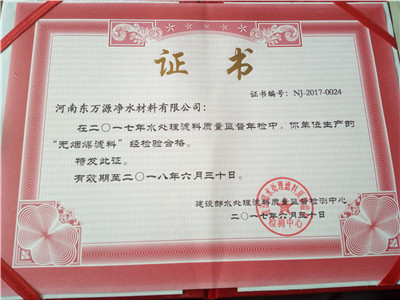 证书
证书编号：NJ-2017-0024
河南东万源净水材料有限公司：
在二〇一七年水处理滤料质量监督年检中，你单位生产的
“无烟煤滤料”经检验合格。
特发此证。
有效期至二〇一八年六月三十日。
建设部水处理滤料质量监督检测中心
二〇一七年六月三十日
检测中心